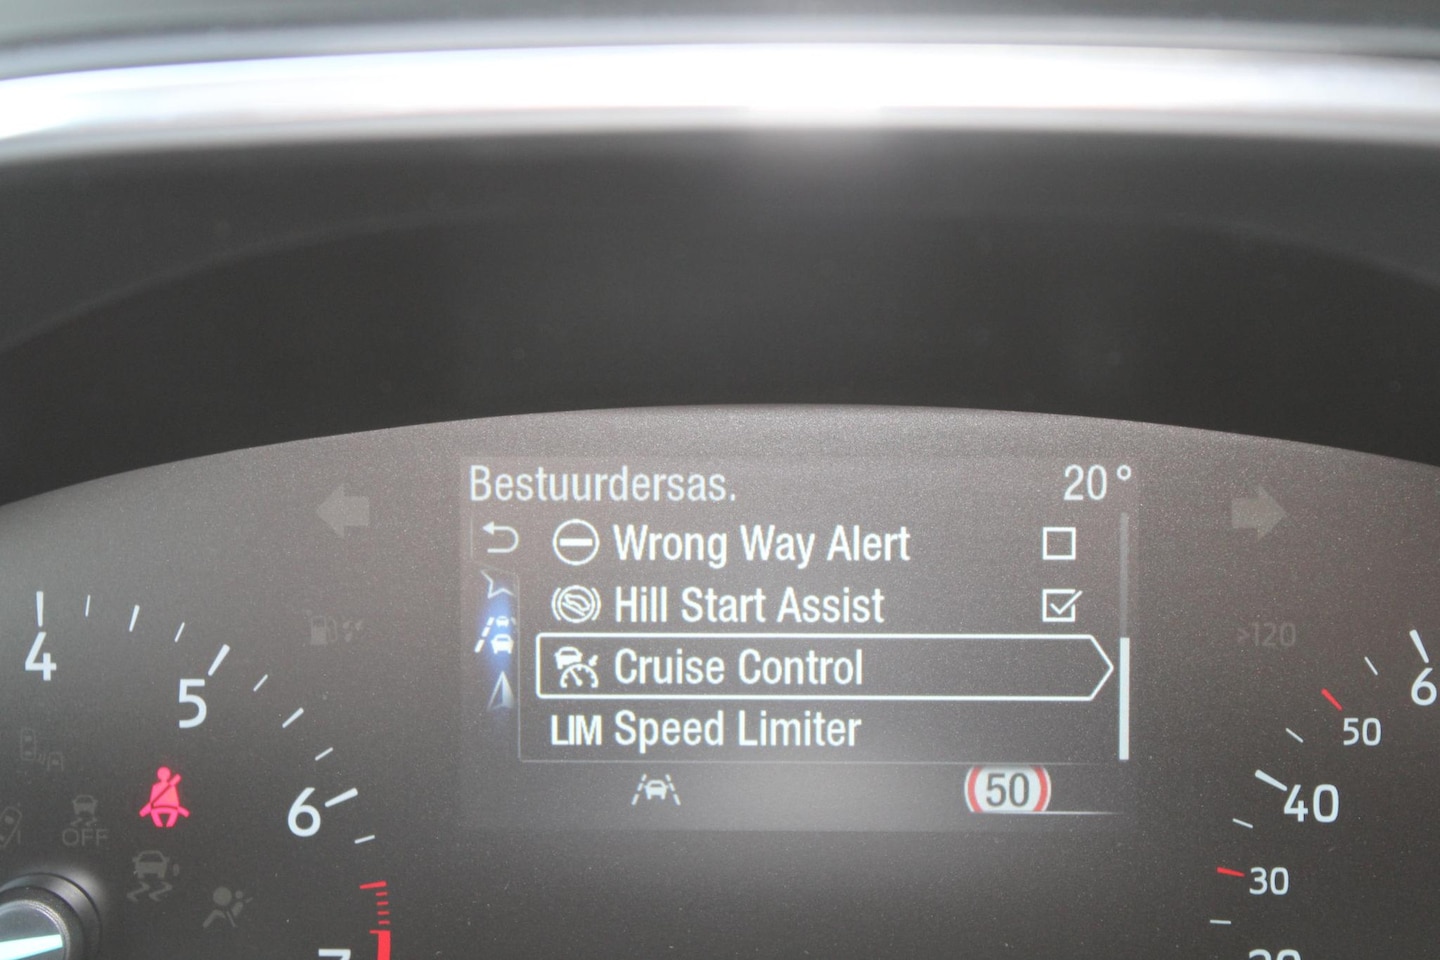 Bestuurdersas. 20°
Wrong Way Alert
Hill Start Assist
Cruise Control
LIM Speed Limiter
50
>120
4
5
6
7
OFF
6
50
40
30